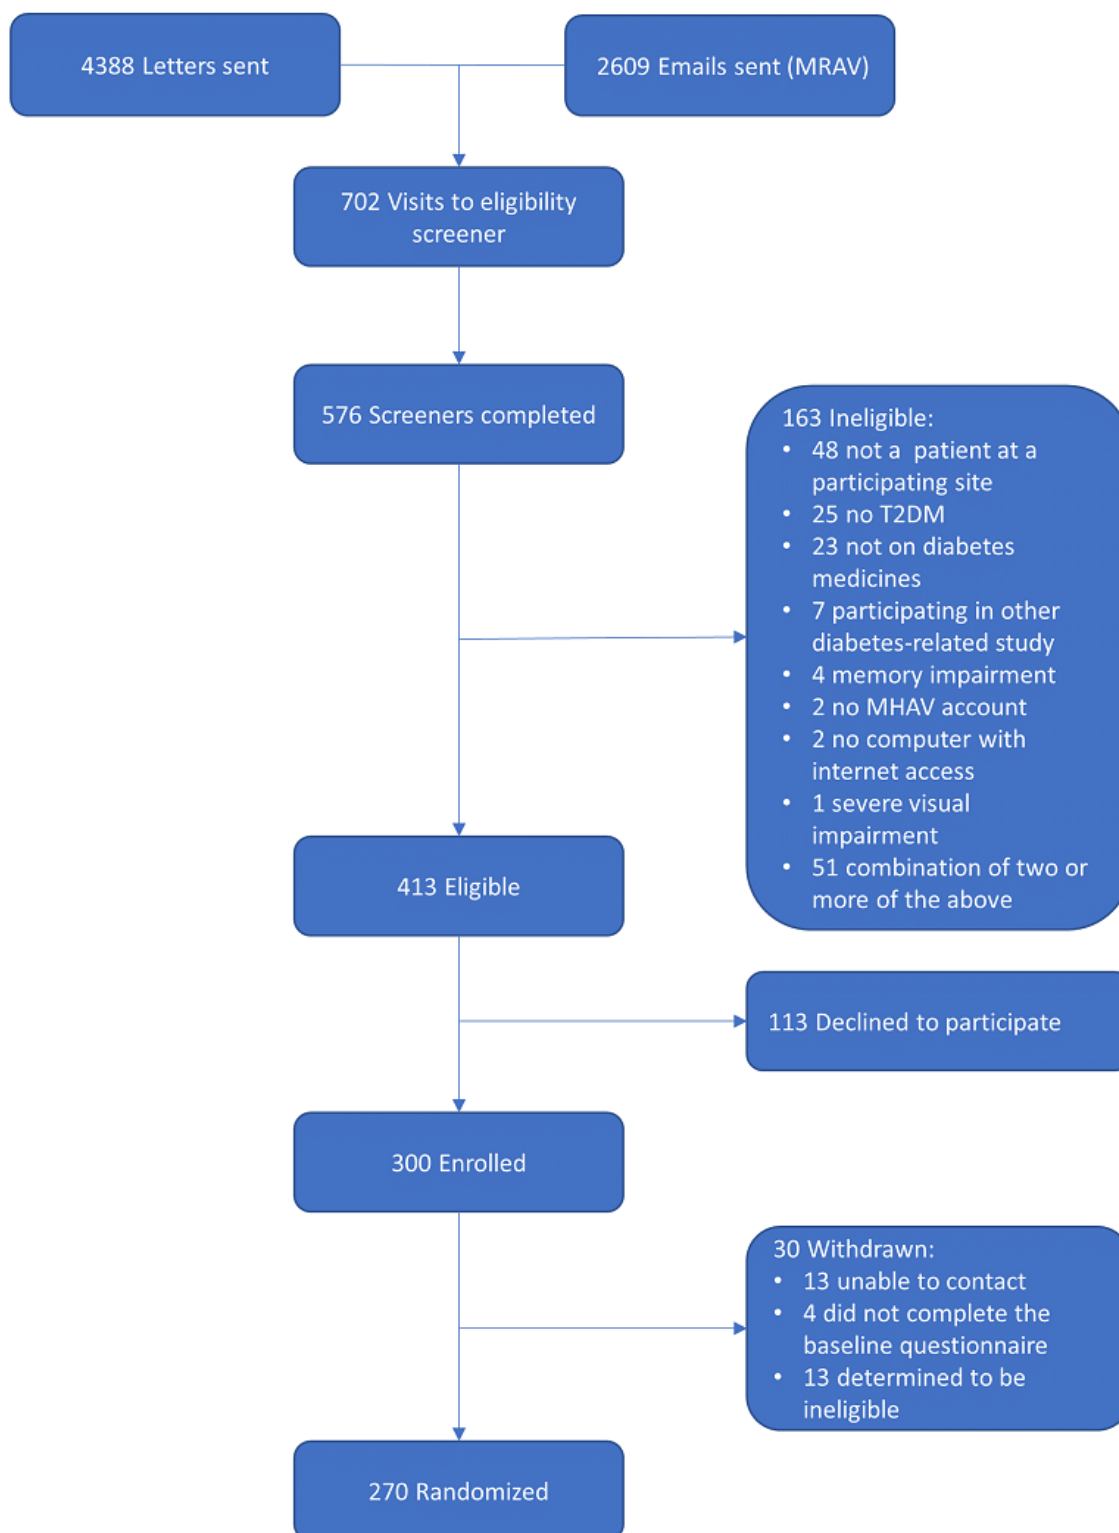 4388 Letters sent
2609 Emails sent (MRAV)
702 Visits to eligibility
screener
576 Screeners completed
163 Ineligible:
• 48 not a patient at a
participating site
• 25 no T2DM
• 23 not on diabetes
medicines
• 7 participating in other
diabetes-related study
• 4 memory impairment
• 2 no MHAV account
• 2 no computer with
internet access
• 1 severe visual
impairment
• 51 combination of two or
more of the above
413 Eligible
113 Declined to participate
300 Enrolled
30 Withdrawn:
• 13 unable to contact
• 4 did not complete the
baseline questionnaire
• 13 determined to be
ineligible
270 Randomized